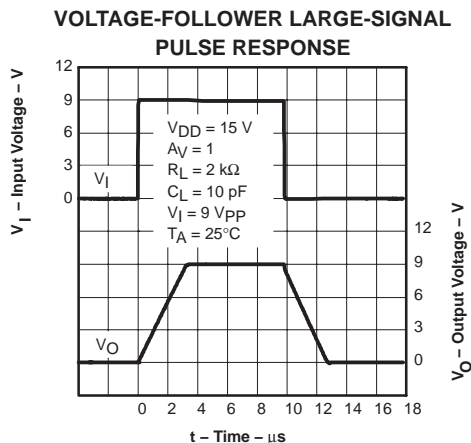 VOLTAGE-FOLLOWER LARGE-SIGNAL
PULSE RESPONSE
12
9
6
3
0
VI – Input Voltage – V
VI
VDD = 15 V
AV = 1
RL = 2 kΩ
CL = 10 pF
VI = 9 VPP
TA = 25°C
12
9
6
3
0
VO – Output Voltage – V
VO
0 2 4 6 8 10 12 14 16 18
t – Time – μs